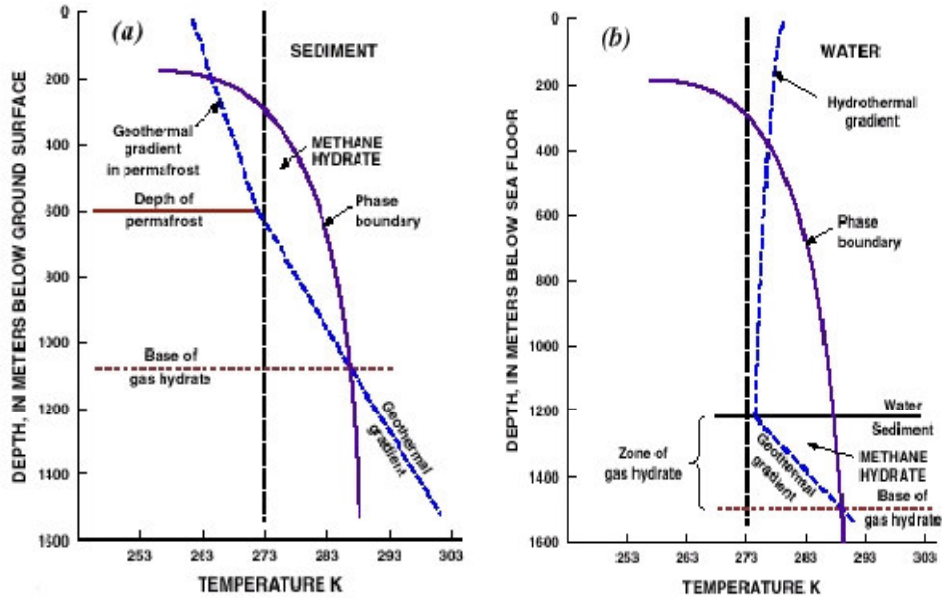 (a)
SEDIMENT
DEPTH, IN METERS BELOW GROUND SURFACE
0
200
400
600
800
1000
1200
1400
1600
Geothermal
gradient
in permafrost
METHANE
HYDRATE
Depth of
permafrost
Phase
boundary
Base of
gas hydrate
Geothermal
gradient
253
263
273
283
293
303
TEMPERATURE K
(b)
WATER
DEPTH, IN METERS BELOW SEA FLOOR
0
200
400
600
800
1000
1200
1400
1600
Hydrothermal
gradient
Phase
boundary
Water
Sediment
Zone of
gas hydrate
Geothermal
gradient
METHANE
HYDRATE
Base of
gas hydrate
253
263
273
283
293
303
TEMPERATURE K